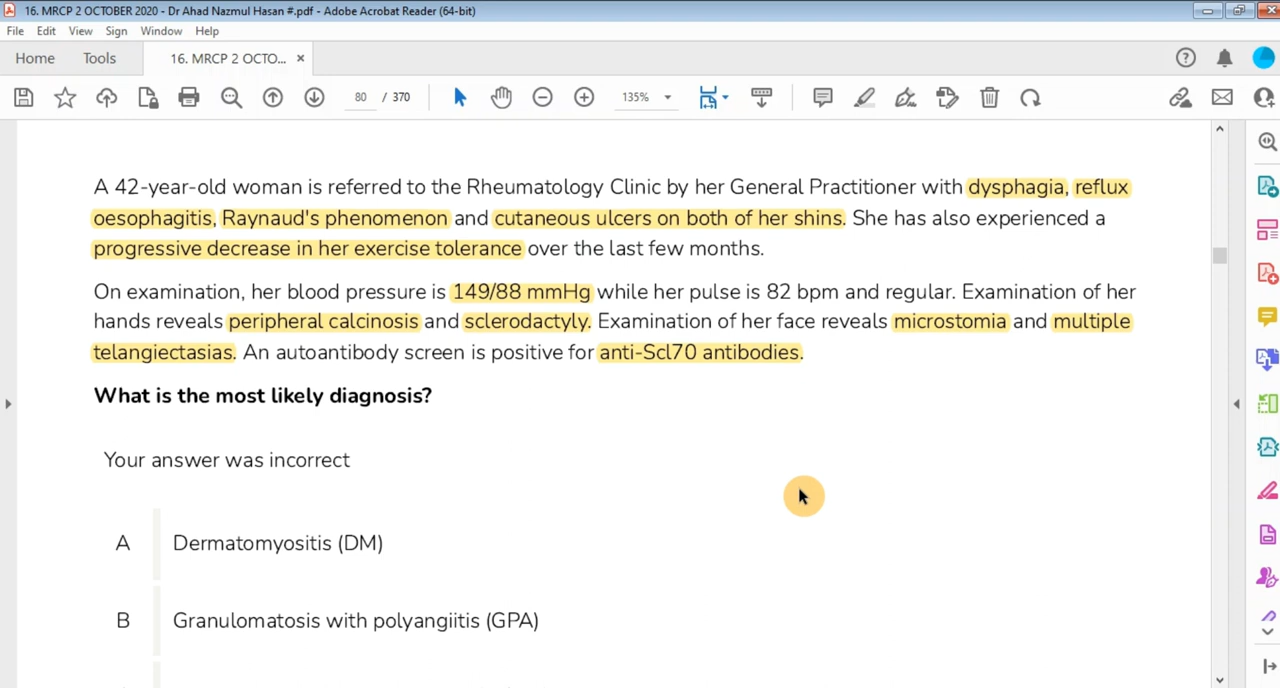 16. MRCP 2 OCTOBER 2020 - Dr Ahad Nazmul Hasan #.pdf - Adobe Acrobat Reader (64-bit)
File Edit View Sign Window Help
Home Tools 16. MRCP 2 OCTO... ×
80 / 370 135%
A 42-year-old woman is referred to the Rheumatology Clinic by her General Practitioner with dysphagia, reflux
oesophagitis, Raynaud's phenomenon and cutaneous ulcers on both of her shins. She has also experienced a
progressive decrease in her exercise tolerance over the last few months.
On examination, her blood pressure is 149/88 mmHg while her pulse is 82 bpm and regular. Examination of her
hands reveals peripheral calcinosis and sclerodactyly. Examination of her face reveals microstomia and multiple
telangiectasias. An autoantibody screen is positive for anti-Scl70 antibodies.
What is the most likely diagnosis?
Your answer was incorrect
A Dermatomyositis (DM)
B Granulomatosis with polyangiitis (GPA)